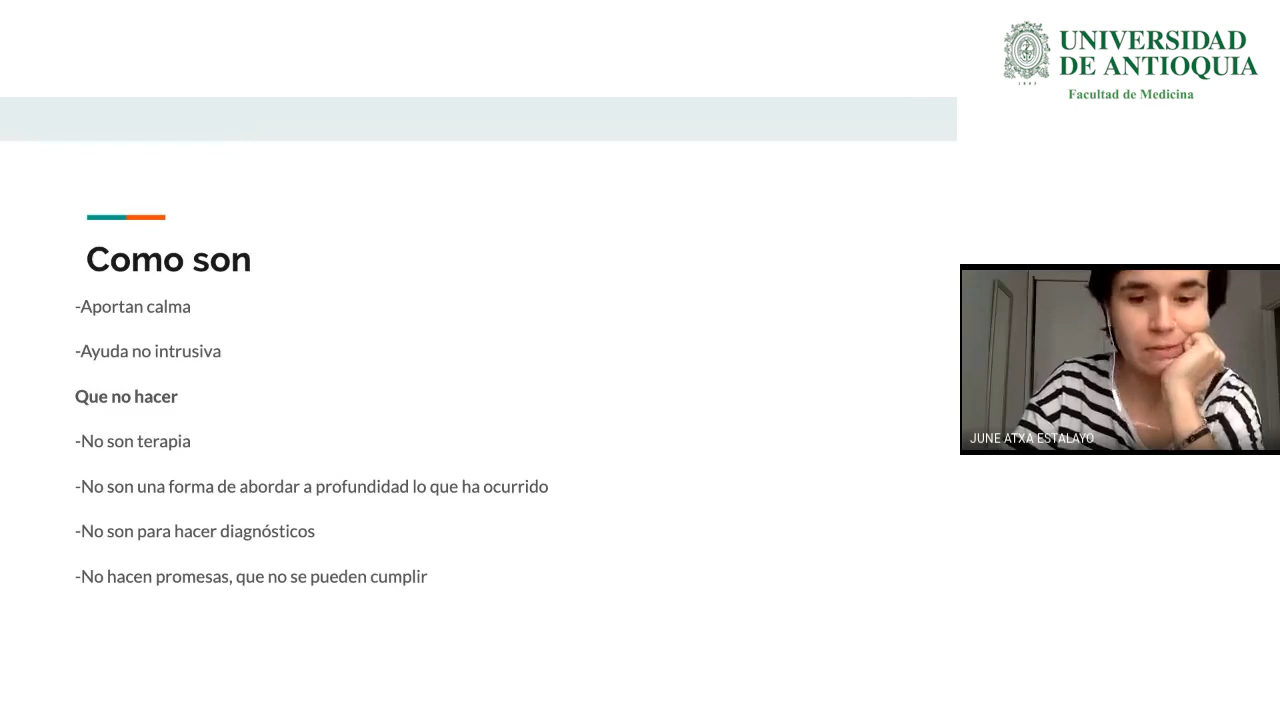 UNIVERSIDAD
DE ANTIOQUIA
1803
Facultad de Medicina
Como son
-Aportan calma
-Ayuda no intrusiva
Que no hacer
-No son terapia
-No son una forma de abordar a profundidad lo que ha ocurrido
-No son para hacer diagnósticos
-No hacen promesas, que no se pueden cumplir
JUNE ATXA ESTALAYO